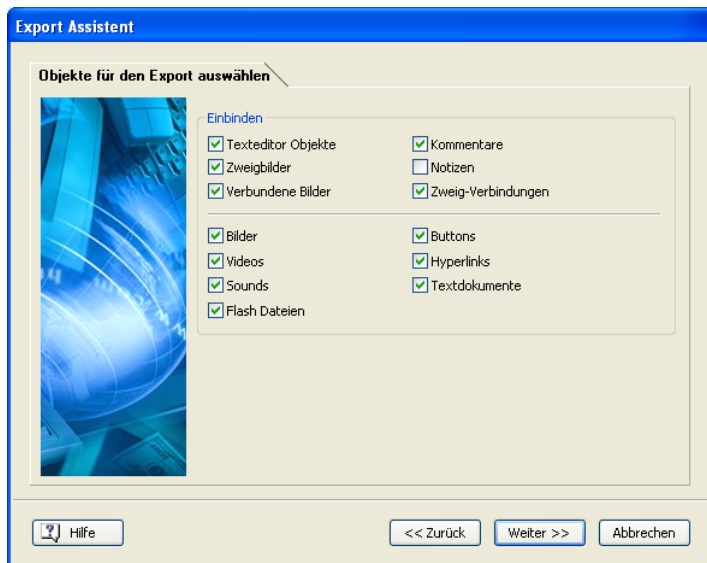 Export Assistent
Objekte für den Export auswählen
Einbinden
Texteditor Objekte
Kommentare
Zweigbilder
Notizen
Verbundene Bilder
Zweig-Verbindungen
Bilder
Buttons
Videos
Hyperlinks
Sounds
Textdokumente
Flash Dateien
Hilfe
<< Zurück
Weiter >>
Abbrechen